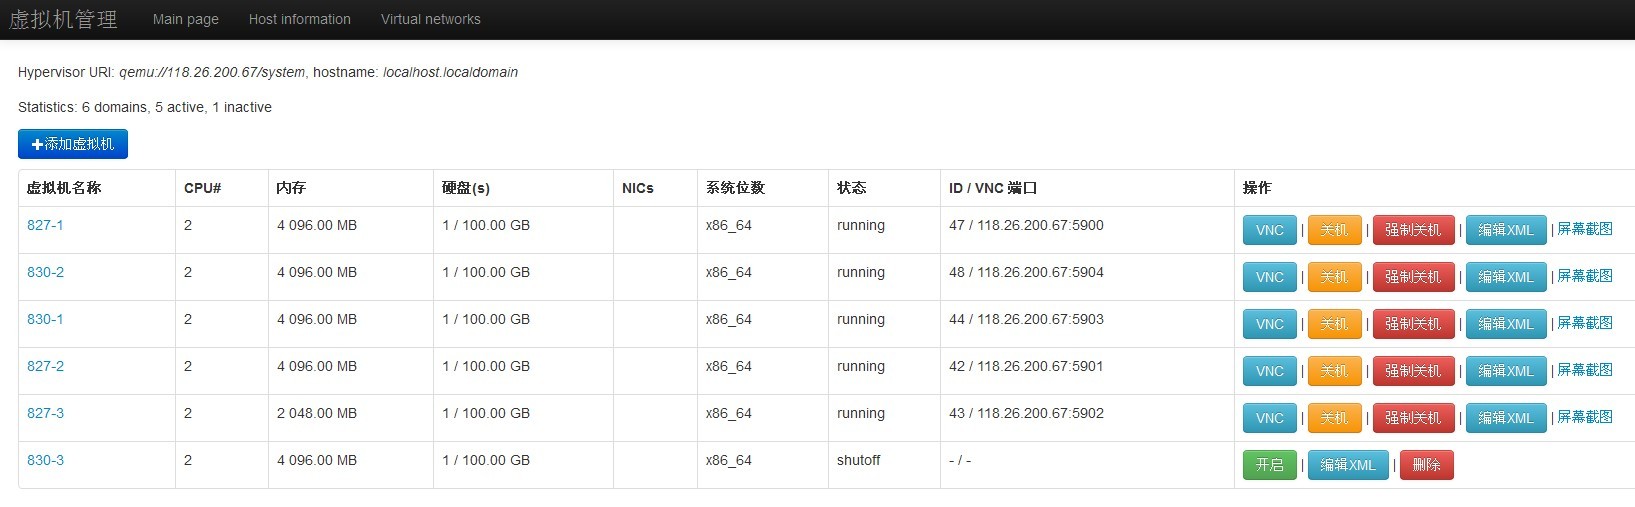 虚拟机管理 Main page Host information Virtual networks
Hypervisor URI: qemu://118.26.200.67/system, hostname: localhost.localdomain
Statistics: 6 domains, 5 active, 1 inactive
添加虚拟机
虚拟机名称 CPU# 内存 硬盘(s) NICs 系统位数 状态 ID / VNC 端口 操作
827-1 2 4 096.00 MB 1 / 100.00 GB x86_64 running 47 / 118.26.200.67:5900 VNC | 关机 | 强制关机 | 编辑XML | 屏幕截图
830-2 2 4 096.00 MB 1 / 100.00 GB x86_64 running 48 / 118.26.200.67:5904 VNC | 关机 | 强制关机 | 编辑XML | 屏幕截图
830-1 2 4 096.00 MB 1 / 100.00 GB x86_64 running 44 / 118.26.200.67:5903 VNC | 关机 | 强制关机 | 编辑XML | 屏幕截图
827-2 2 4 096.00 MB 1 / 100.00 GB x86_64 running 42 / 118.26.200.67:5901 VNC | 关机 | 强制关机 | 编辑XML | 屏幕截图
827-3 2 2 048.00 MB 1 / 100.00 GB x86_64 running 43 / 118.26.200.67:5902 VNC | 关机 | 强制关机 | 编辑XML | 屏幕截图
830-3 2 4 096.00 MB 1 / 100.00 GB x86_64 shutoff - / - 开启 | 编辑XML | 删除